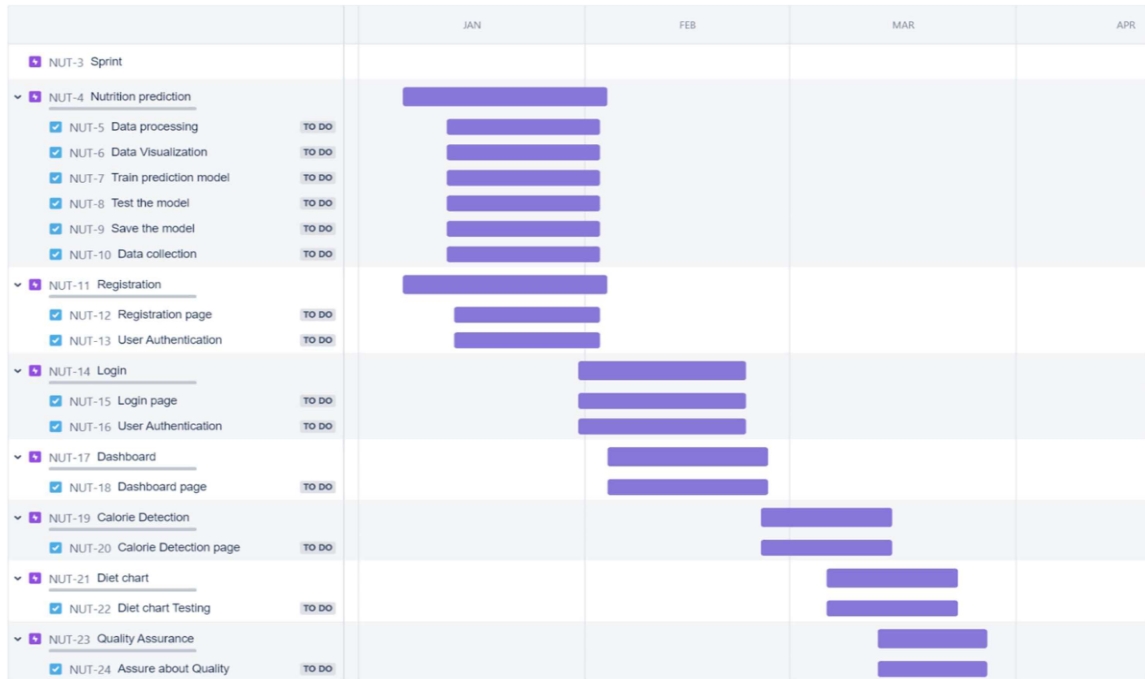 JAN FEB MAR APR
NUT-3 Sprint
NUT-4 Nutrition prediction
NUT-5 Data processing TO DO
NUT-6 Data Visualization TO DO
NUT-7 Train prediction model TO DO
NUT-8 Test the model TO DO
NUT-9 Save the model TO DO
NUT-10 Data collection TO DO
NUT-11 Registration
NUT-12 Registration page TO DO
NUT-13 User Authentication TO DO
NUT-14 Login
NUT-15 Login page TO DO
NUT-16 User Authentication TO DO
NUT-17 Dashboard
NUT-18 Dashboard page TO DO
NUT-19 Calorie Detection
NUT-20 Calorie Detection page TO DO
NUT-21 Diet chart
NUT-22 Diet chart Testing TO DO
NUT-23 Quality Assurance
NUT-24 Assure about Quality TO DO